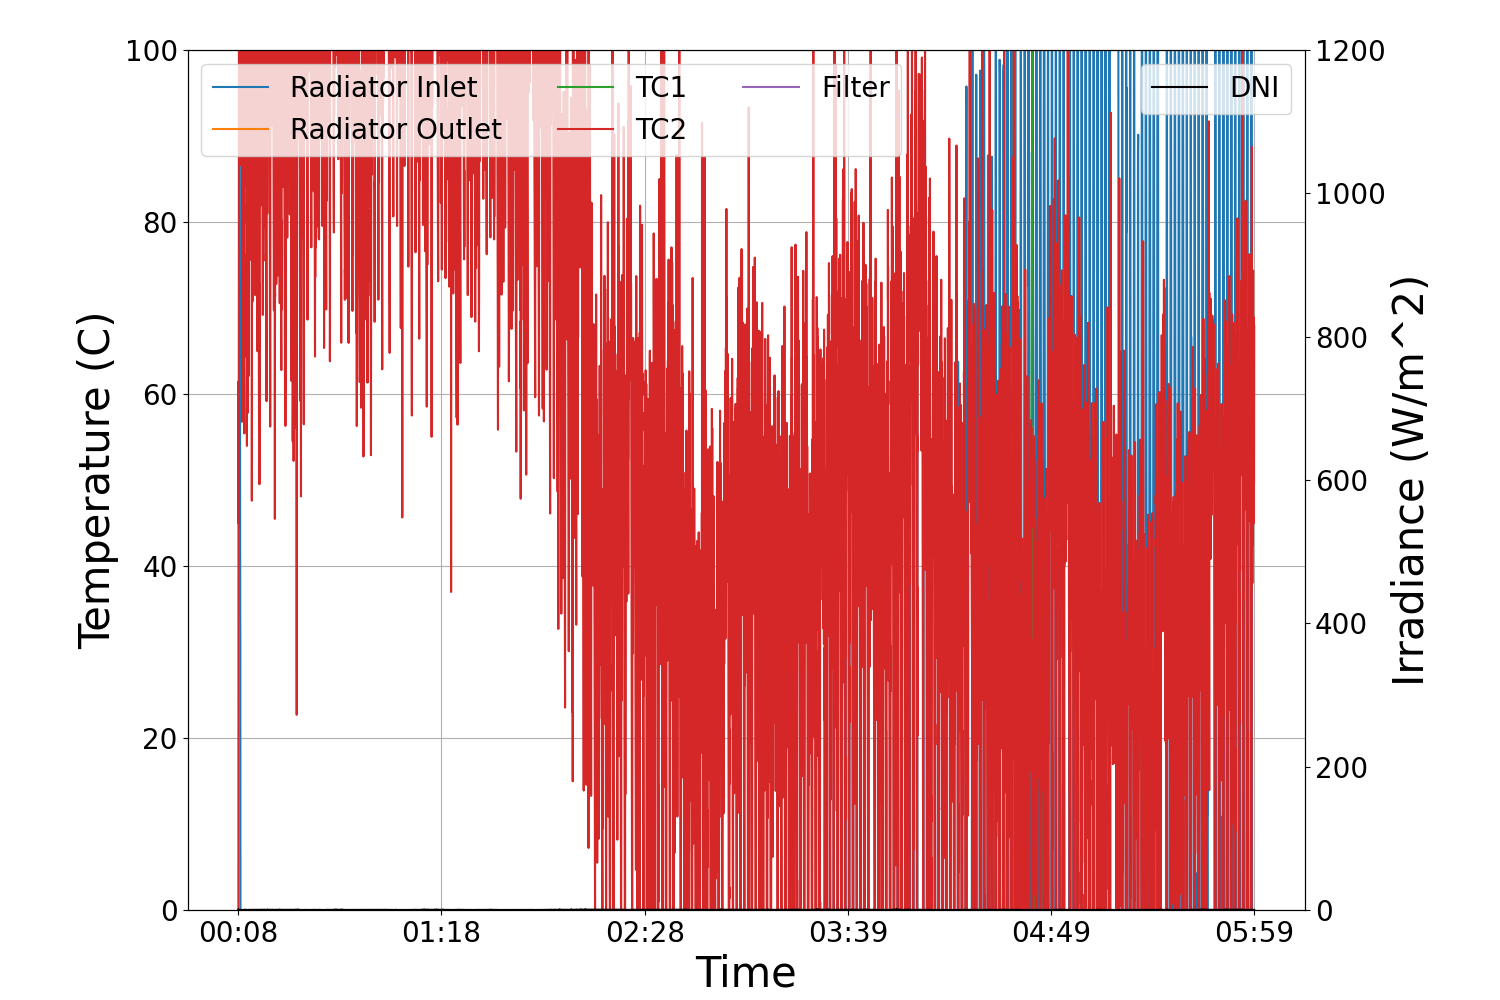 100
80
60
40
20
0
Temperature (C)
Radiator Inlet
Radiator Outlet
TC1
TC2
Filter
DNI
1200
1000
800
600
400
200
0
Irradiance (W/m^2)
00:08 01:18 02:28 03:39 04:49 05:59
Time